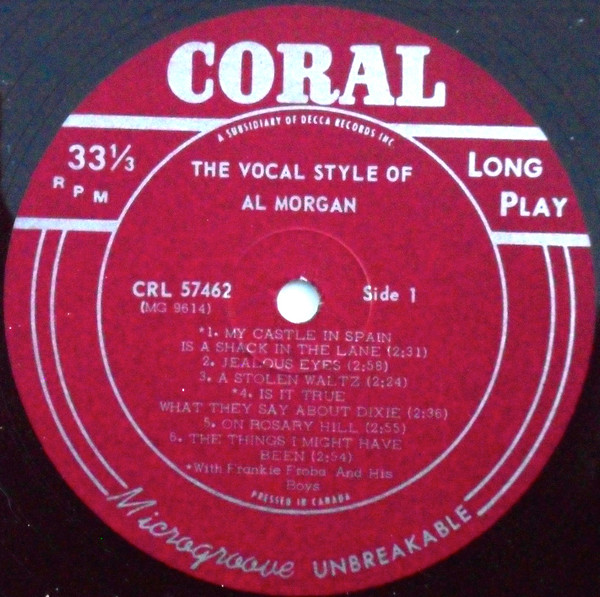 CORAL
A SUBSIDIARY OF DECCA RECORDS INC.
33⅓
RPM
LONG
PLAY
THE VOCAL STYLE OF
AL MORGAN
CRL 57462
(MG 9614)
Side 1
*1. MY CASTLE IN SPAIN
IS A SHACK IN THE LANE (2:31)
2. JEALOUS EYES (2:58)
3. A STOLEN WALTZ (2:24)
*4. IS IT TRUE
WHAT THEY SAY ABOUT DIXIE (2:36)
5. ON ROSARY HILL (2:55)
6. THE THINGS I MIGHT HAVE
BEEN (2:54)
*With Frankie Froba And His
Boys
PRESSED IN CANADA
Microgroove UNBREAKABLE